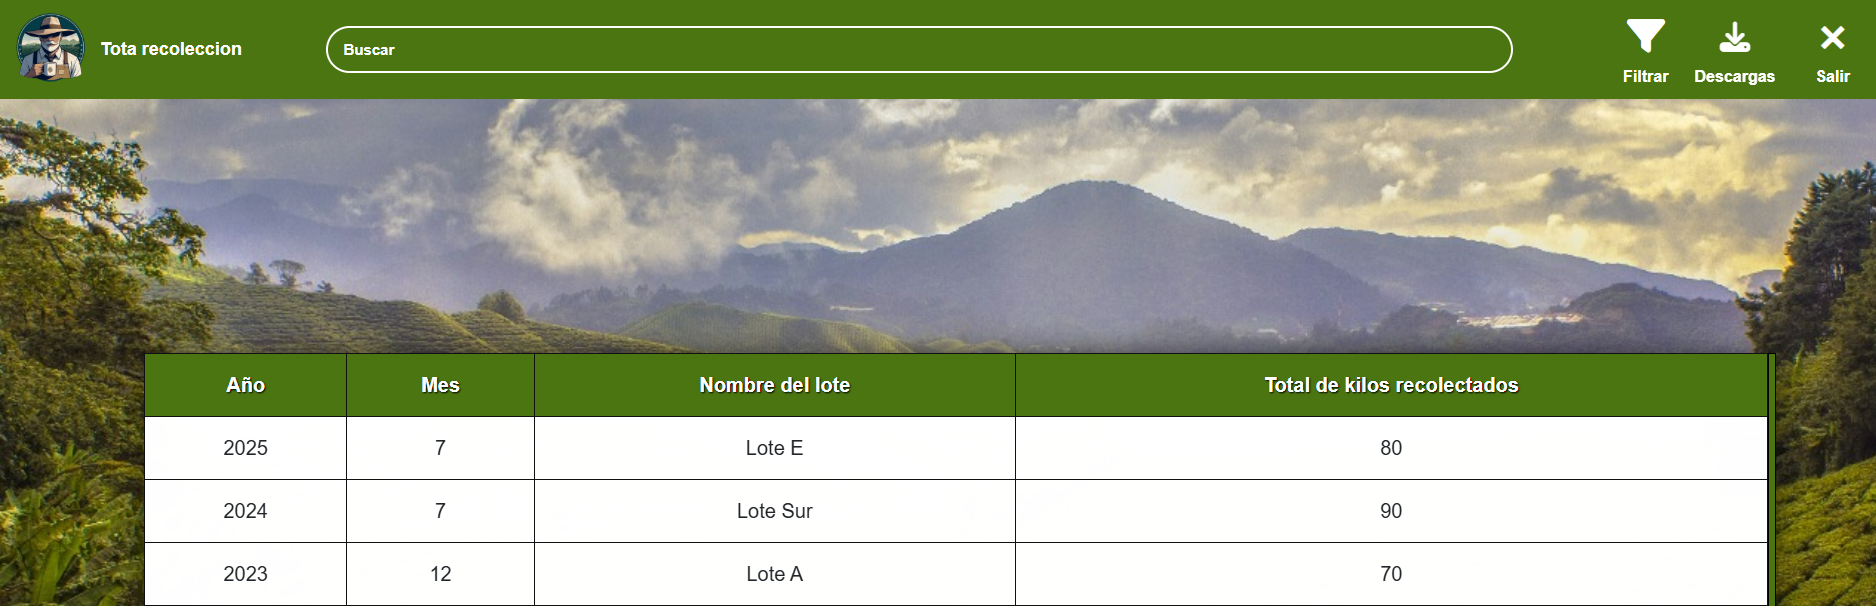 Tota recoleccion
Buscar
Filtrar
Descargas
Salir
Año Mes Nombre del lote Total de kilos recolectados
2025 7 Lote E 80
2024 7 Lote Sur 90
2023 12 Lote A 70